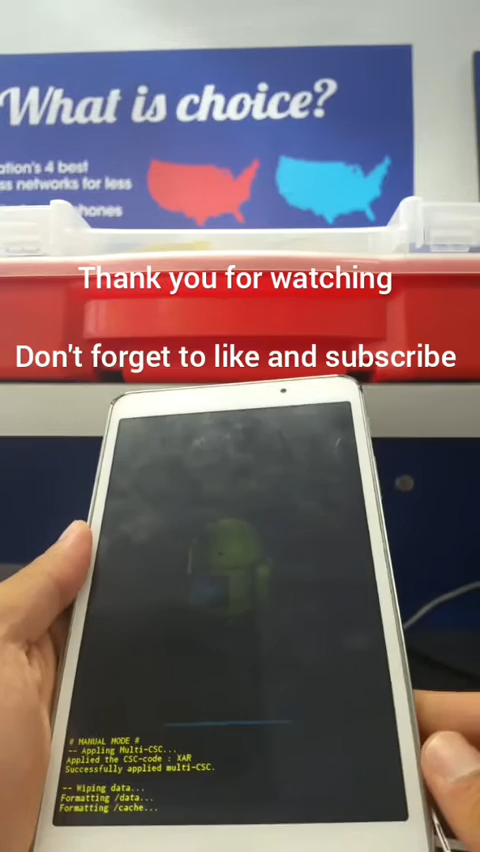 What is choice?
ation's 4 best
ss networks for less
phones
Thank you for watching
Don't forget to like and subscribe
# MANUAL MODE #
-- Appling Multi-CSC...
Applied the CSC-code : XAR
Successfully applied multi-CSC.
-- Wiping data...
Formatting /data...
Formatting /cache...